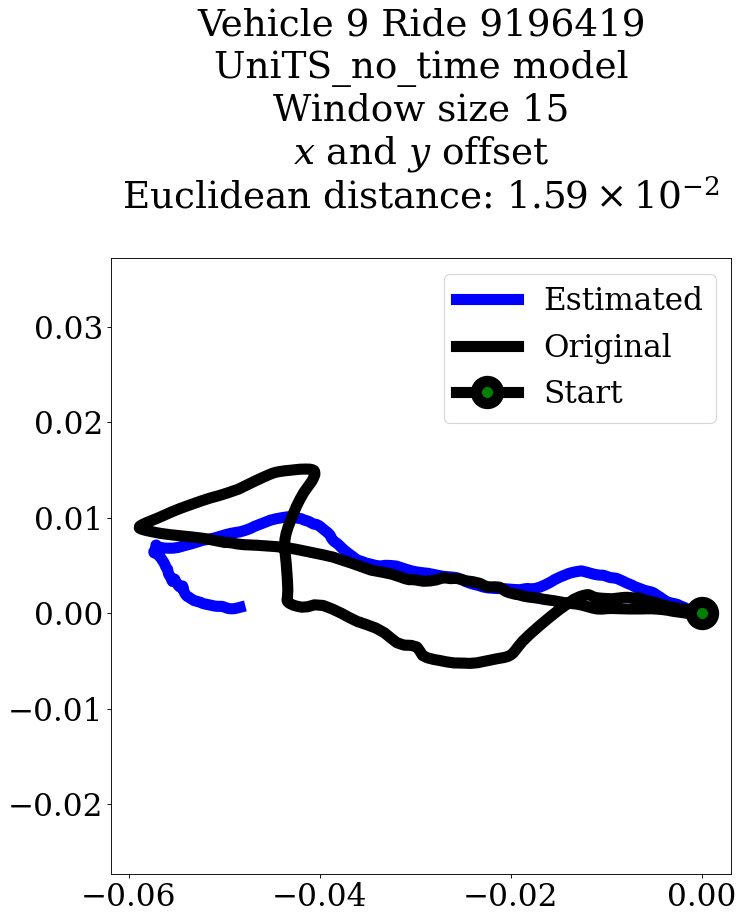 Vehicle 9 Ride 9196419
UniTS_no_time model
Window size 15
x and y offset
Euclidean distance: 1.59 × 10⁻²
Estimated
Original
Start
0.03
0.02
0.01
0.00
−0.01
−0.02
−0.06
−0.04
−0.02
0.00